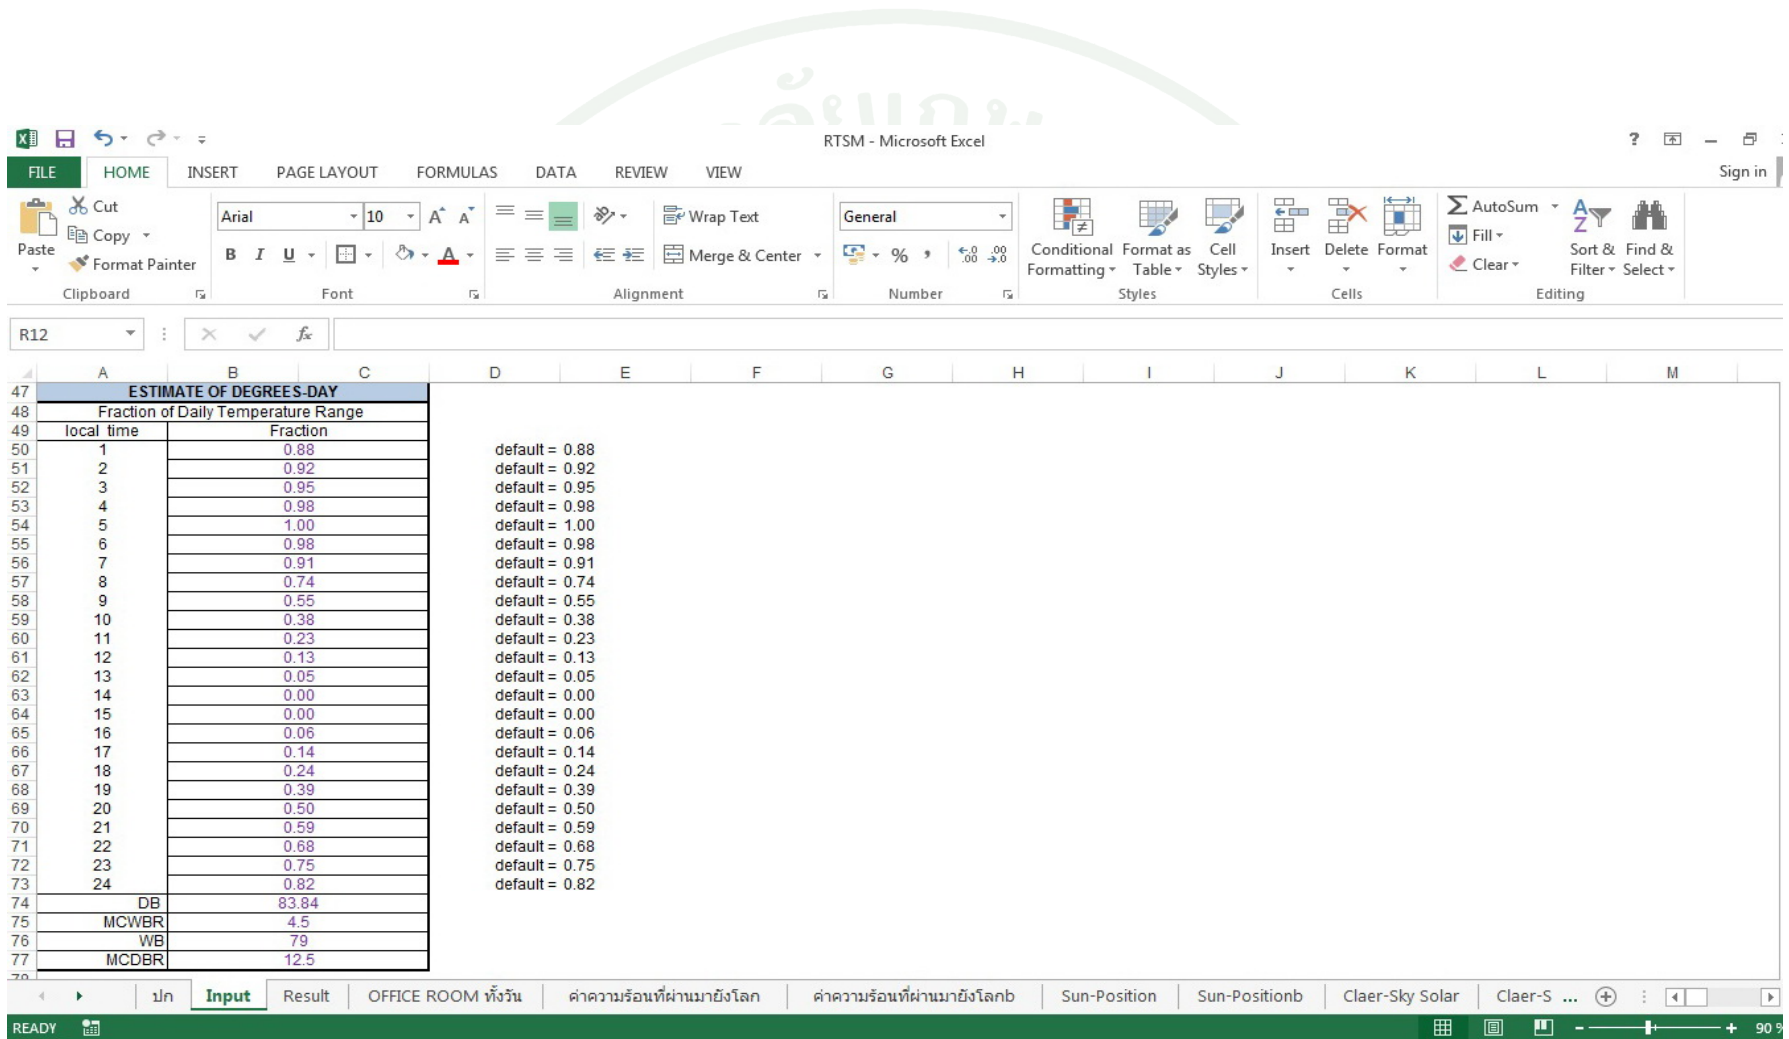 RTSM - Microsoft Excel
FILE HOME INSERT PAGE LAYOUT FORMULAS DATA REVIEW VIEW Sign in
Cut
Copy
Format Painter
Paste
Clipboard
Arial 10
B I U
Font
Wrap Text
Merge & Center
Alignment
General
Number
Conditional Formatting
Format as Table
Cell Styles
Styles
Insert Delete Format
Cells
AutoSum
Fill
Clear
Sort & Filter
Find & Select
Editing
R12
A B C D E F G H I J K L M
47 ESTIMATE OF DEGREES-DAY
48 Fraction of Daily Temperature Range
49 local time Fraction
50 1 0.88 default = 0.88
51 2 0.92 default = 0.92
52 3 0.95 default = 0.95
53 4 0.98 default = 0.98
54 5 1.00 default = 1.00
55 6 0.98 default = 0.98
56 7 0.91 default = 0.91
57 8 0.74 default = 0.74
58 9 0.55 default = 0.55
59 10 0.38 default = 0.38
60 11 0.23 default = 0.23
61 12 0.13 default = 0.13
62 13 0.05 default = 0.05
63 14 0.00 default = 0.00
64 15 0.00 default = 0.00
65 16 0.06 default = 0.06
66 17 0.14 default = 0.14
67 18 0.24 default = 0.24
68 19 0.39 default = 0.39
69 20 0.50 default = 0.50
70 21 0.59 default = 0.59
71 22 0.68 default = 0.68
72 23 0.75 default = 0.75
73 24 0.82 default = 0.82
74 DB 83.84
75 MCWBR 4.5
76 WB 79
77 MCDBR 12.5
ปก Input Result OFFICE ROOM ทั้งวัน ค่าความร้อนที่ผ่านมายังโลก ค่าความร้อนที่ผ่านมายังโลกb Sun-Position Sun-Positionb Claer-Sky Solar Claer-S ...
READY 90 %